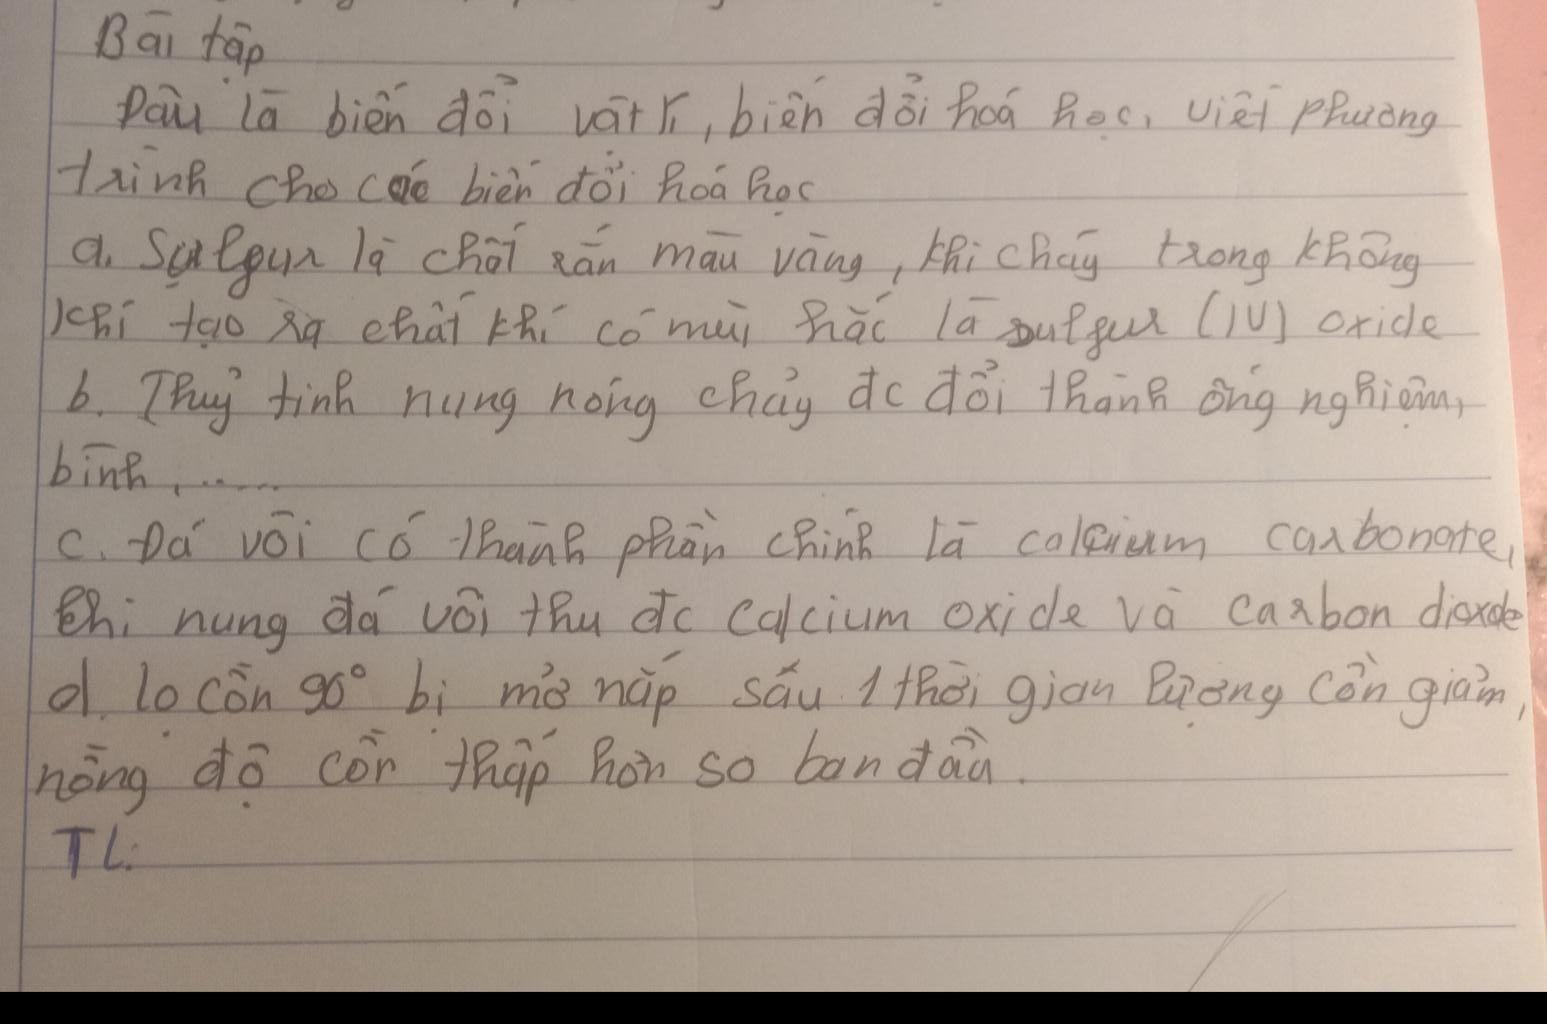 Bài tập
Đâu là biến đổi vật lí, biến đổi hoá học, viết phương
trình cho các biến đổi hoá học
a. Sulfur là chất rắn màu vàng, khi cháy trong không
khí tạo ra chất khí có mùi hắc là sulfur (IV) oxide
b. Thuỷ tinh nung nóng chảy đc đổi thành ống nghiệm,
bình, .....
c. Đá vôi có thành phần chính là calcium carbonate,
khi nung đá vôi thu đc calcium oxide và carbon dioxde
d. lọ cồn 90° bị mở nắp sáu 1 thời gian lượng cồn giảm,
nồng độ cồn thấp hơn so ban đầu.
TL: